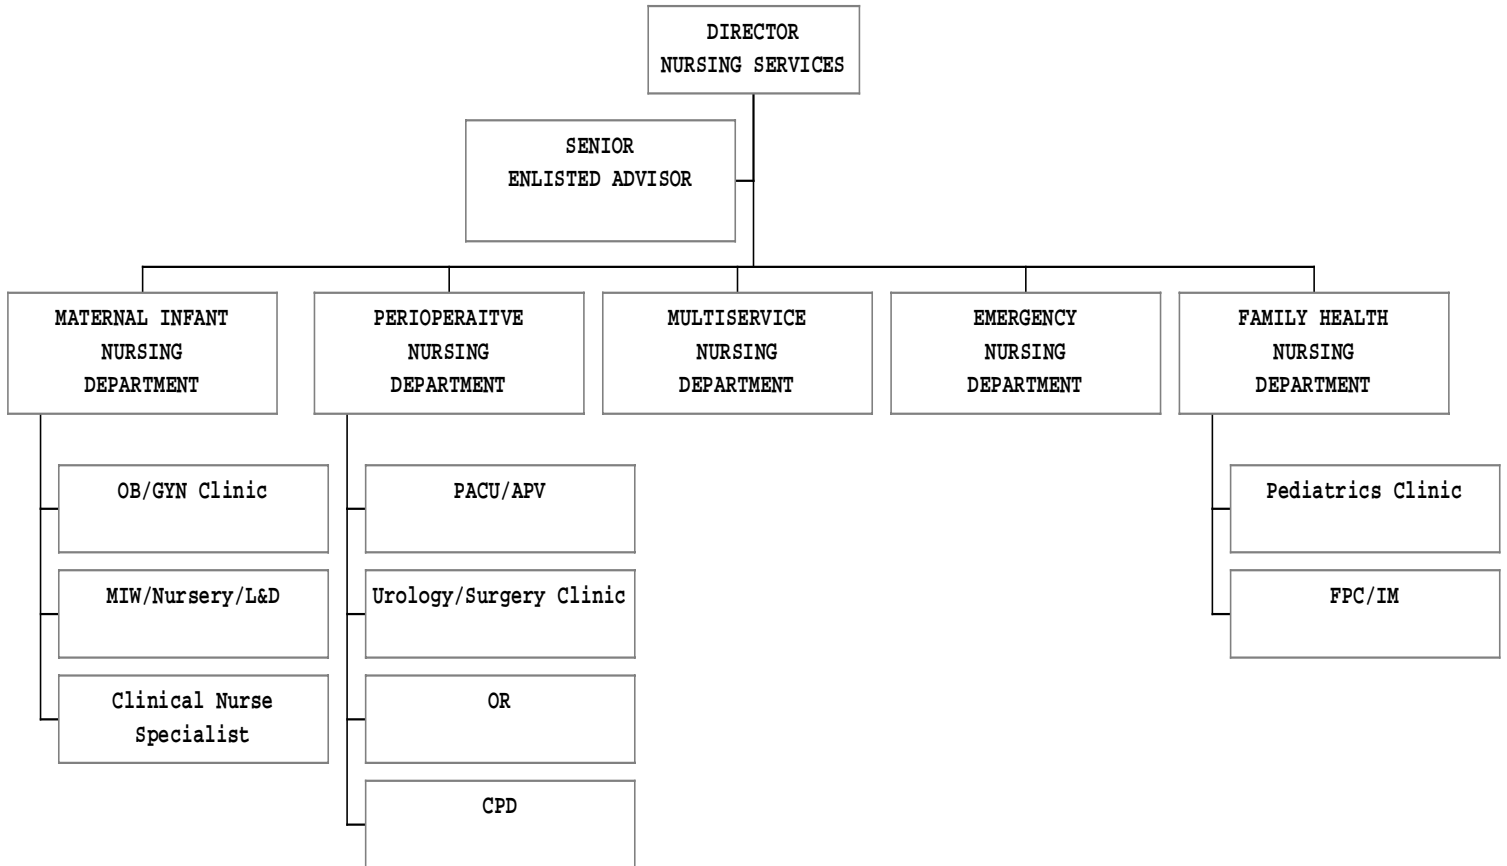 DIRECTOR
NURSING SERVICES
SENIOR
ENLISTED ADVISOR
MATERNAL INFANT
NURSING
DEPARTMENT
PERIOPERAITVE
NURSING
DEPARTMENT
MULTISERVICE
NURSING
DEPARTMENT
EMERGENCY
NURSING
DEPARTMENT
FAMILY HEALTH
NURSING
DEPARTMENT
OB/GYN Clinic
MIW/Nursery/L&D
Clinical Nurse
Specialist
PACU/APV
Urology/Surgery Clinic
OR
CPD
Pediatrics Clinic
FPC/IM